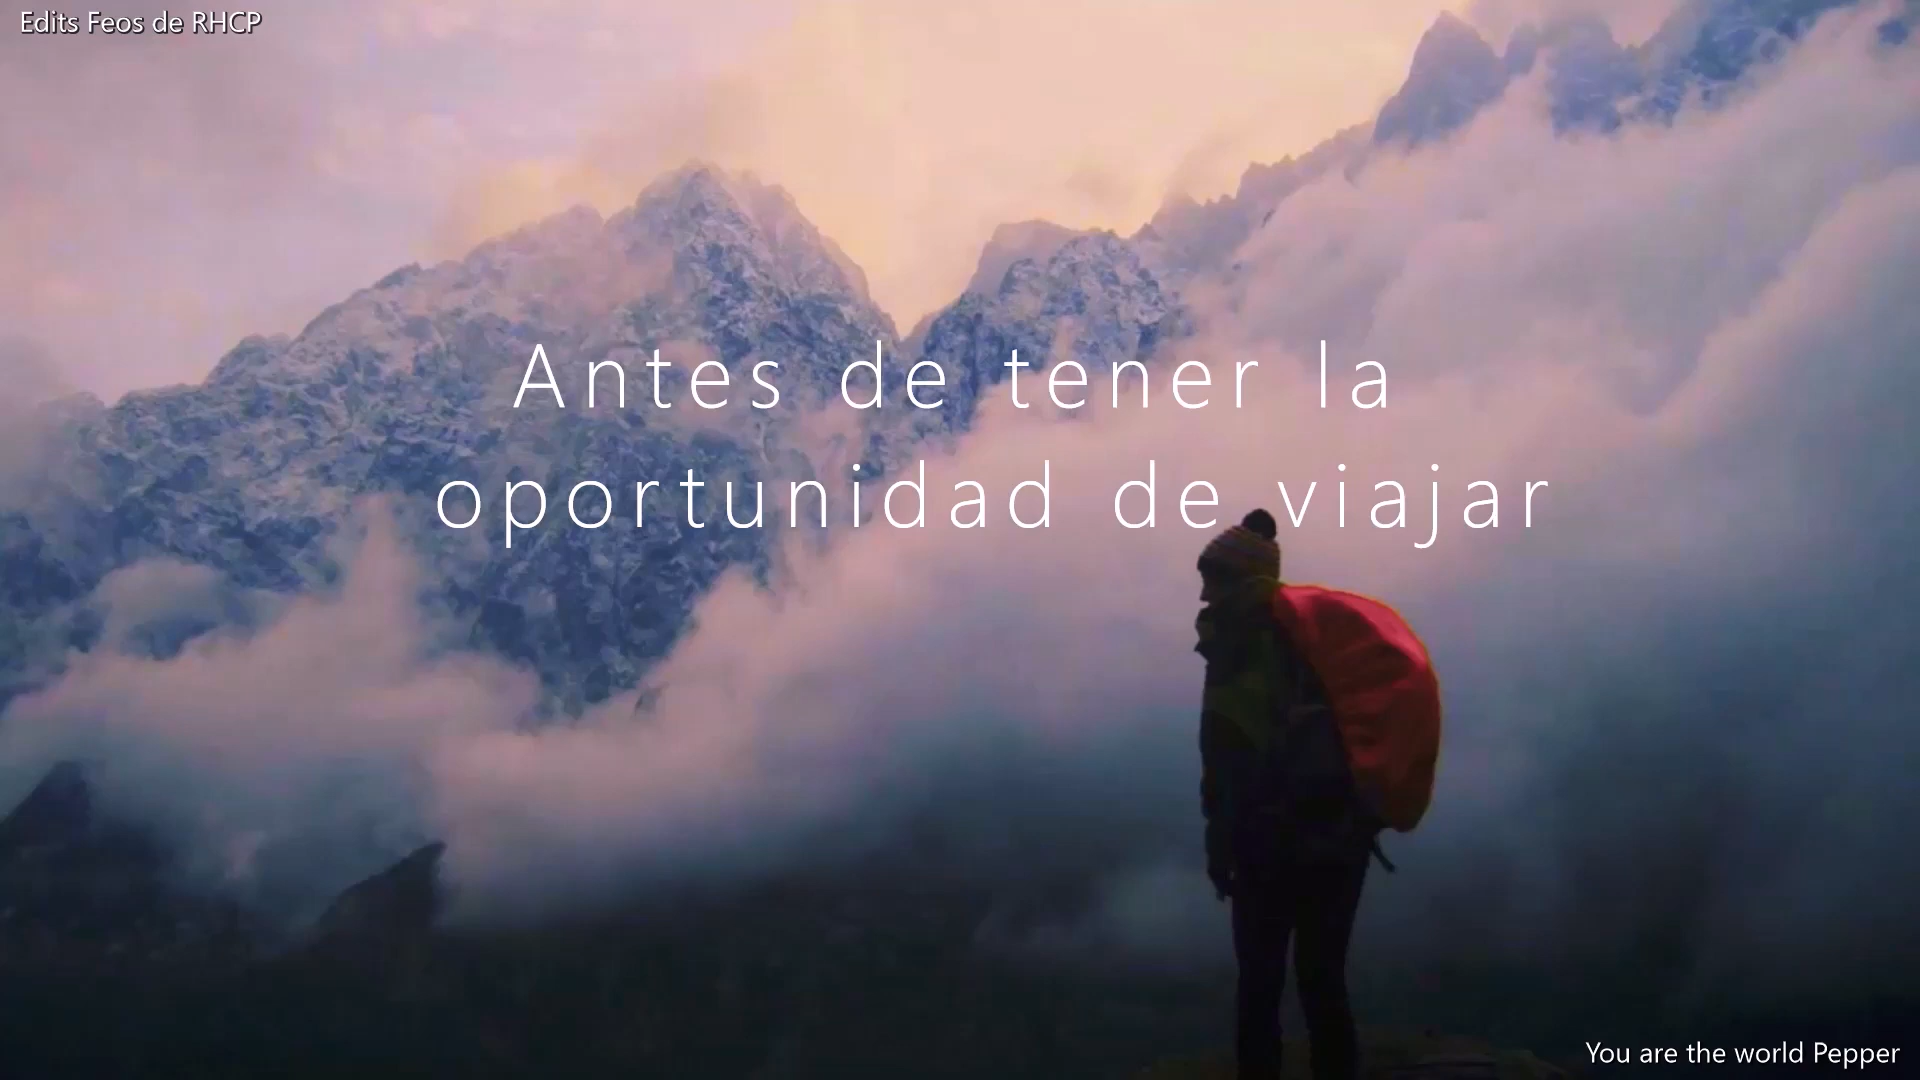 Edits Feos de RHCP
Antes de tener la
oportunidad de viajar
You are the world Pepper